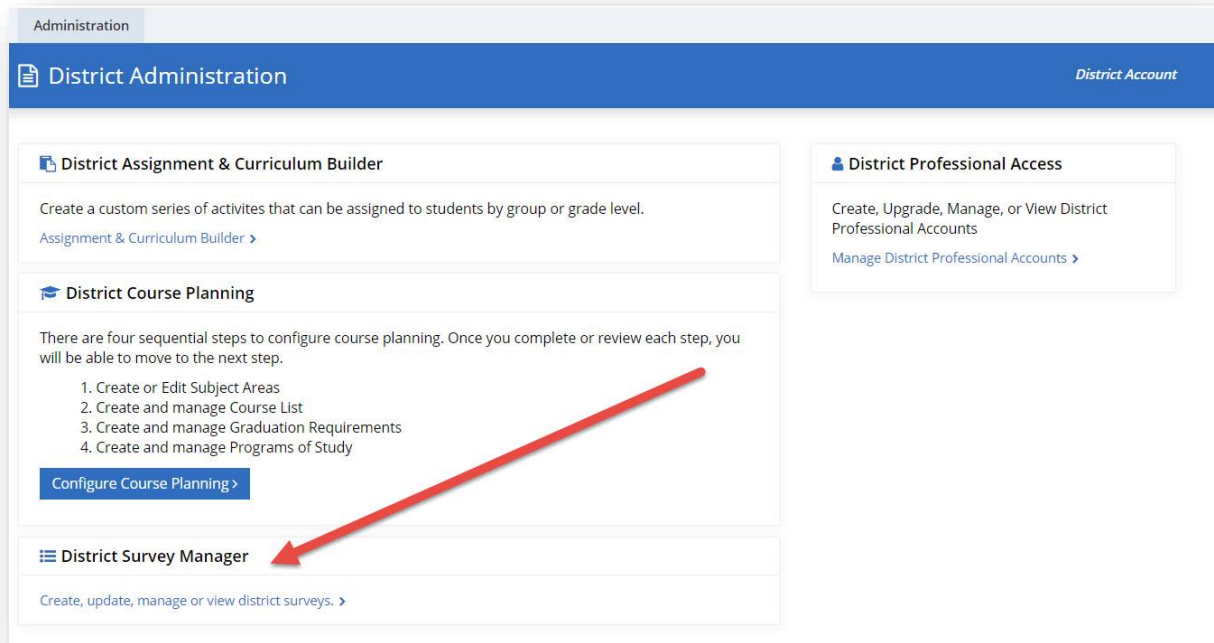 Administration
District Administration
District Account
District Assignment & Curriculum Builder
Create a custom series of activites that can be assigned to students by group or grade level.
Assignment & Curriculum Builder >
District Course Planning
There are four sequential steps to configure course planning. Once you complete or review each step, you
will be able to move to the next step.
1. Create or Edit Subject Areas
2. Create and manage Course List
3. Create and manage Graduation Requirements
4. Create and manage Programs of Study
Configure Course Planning >
District Survey Manager
Create, update, manage or view district surveys. >
District Professional Access
Create, Upgrade, Manage, or View District
Professional Accounts
Manage District Professional Accounts >